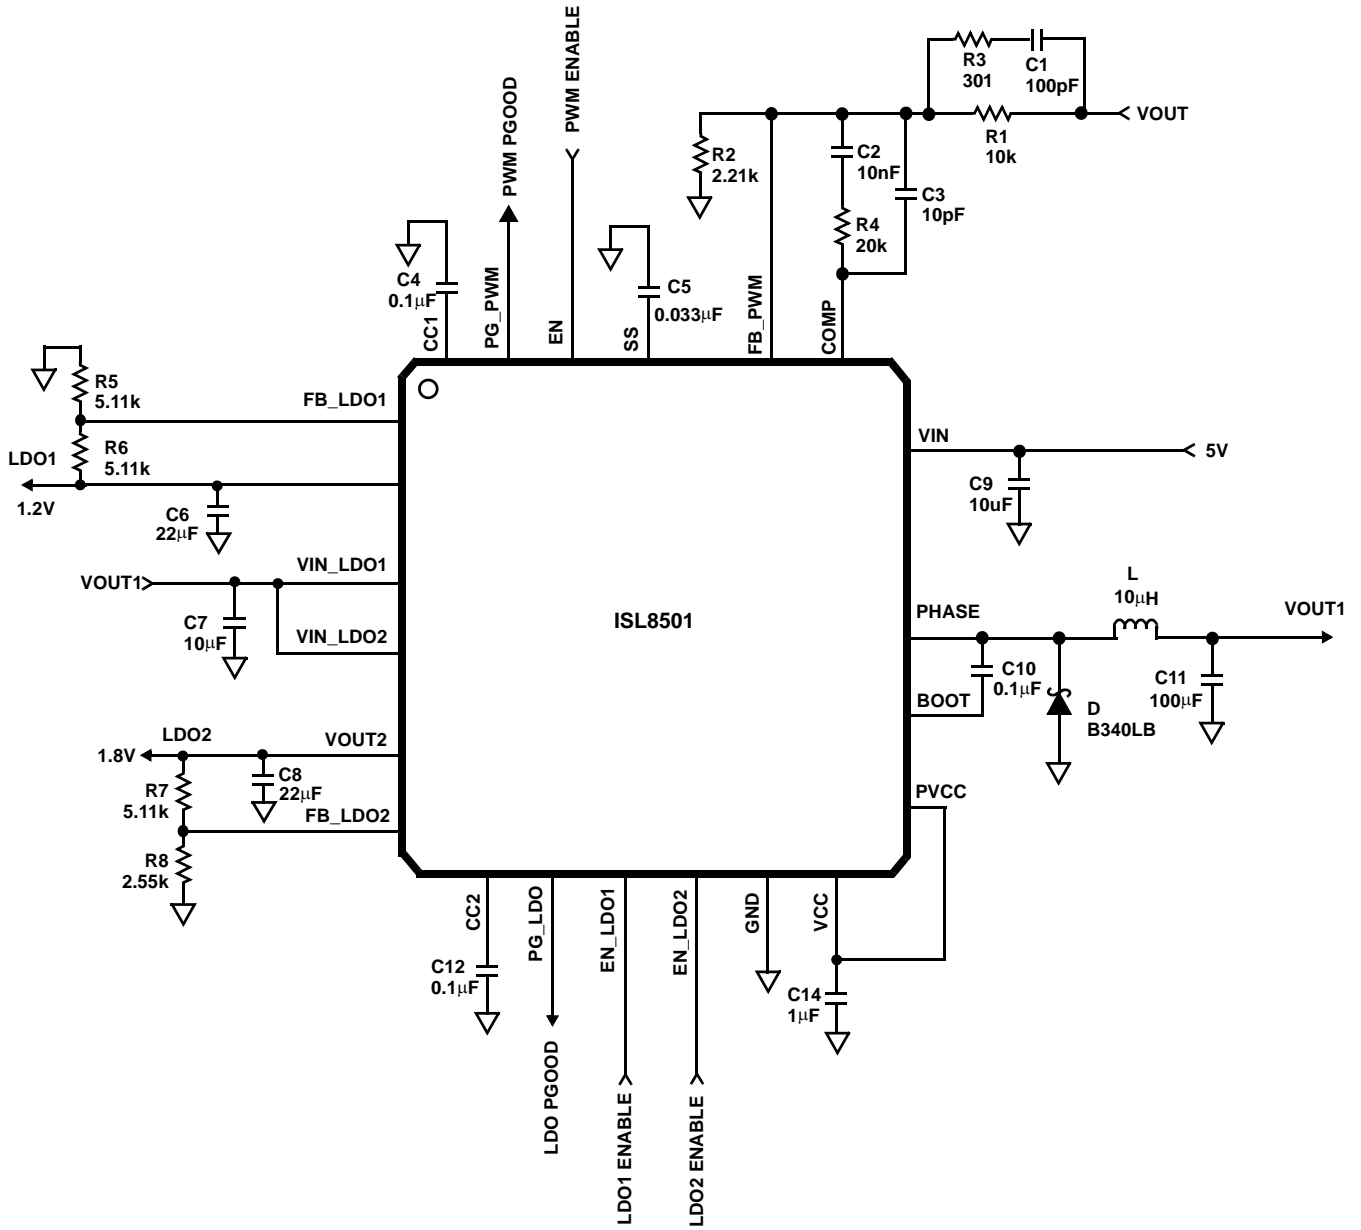 PWM ENABLE
PWM PGOOD
R3
301
C1
100pF
VOUT
R1
10k
R2
2.21k
C2
10nF
C3
10pF
R4
20k
C4
0.1µF
C5
0.033µF
CC1
PG_PWM
EN
SS
FB_PWM
COMP
R5
5.11k
FB_LDO1
R6
5.11k
LDO1
1.2V
C6
22µF
VIN
5V
C9
10uF
VOUT1
VIN_LDO1
C7
10µF
VIN_LDO2
ISL8501
L
10µH
PHASE
VOUT1
C10
0.1µF
BOOT
C11
100µF
D
B340LB
LDO2
VOUT2
1.8V
C8
22µF
R7
5.11k
FB_LDO2
R8
2.55k
PVCC
CC2
PG_LDO
EN_LDO1
EN_LDO2
GND
VCC
C12
0.1µF
C14
1µF
LDO PGOOD
LDO1 ENABLE
LDO2 ENABLE